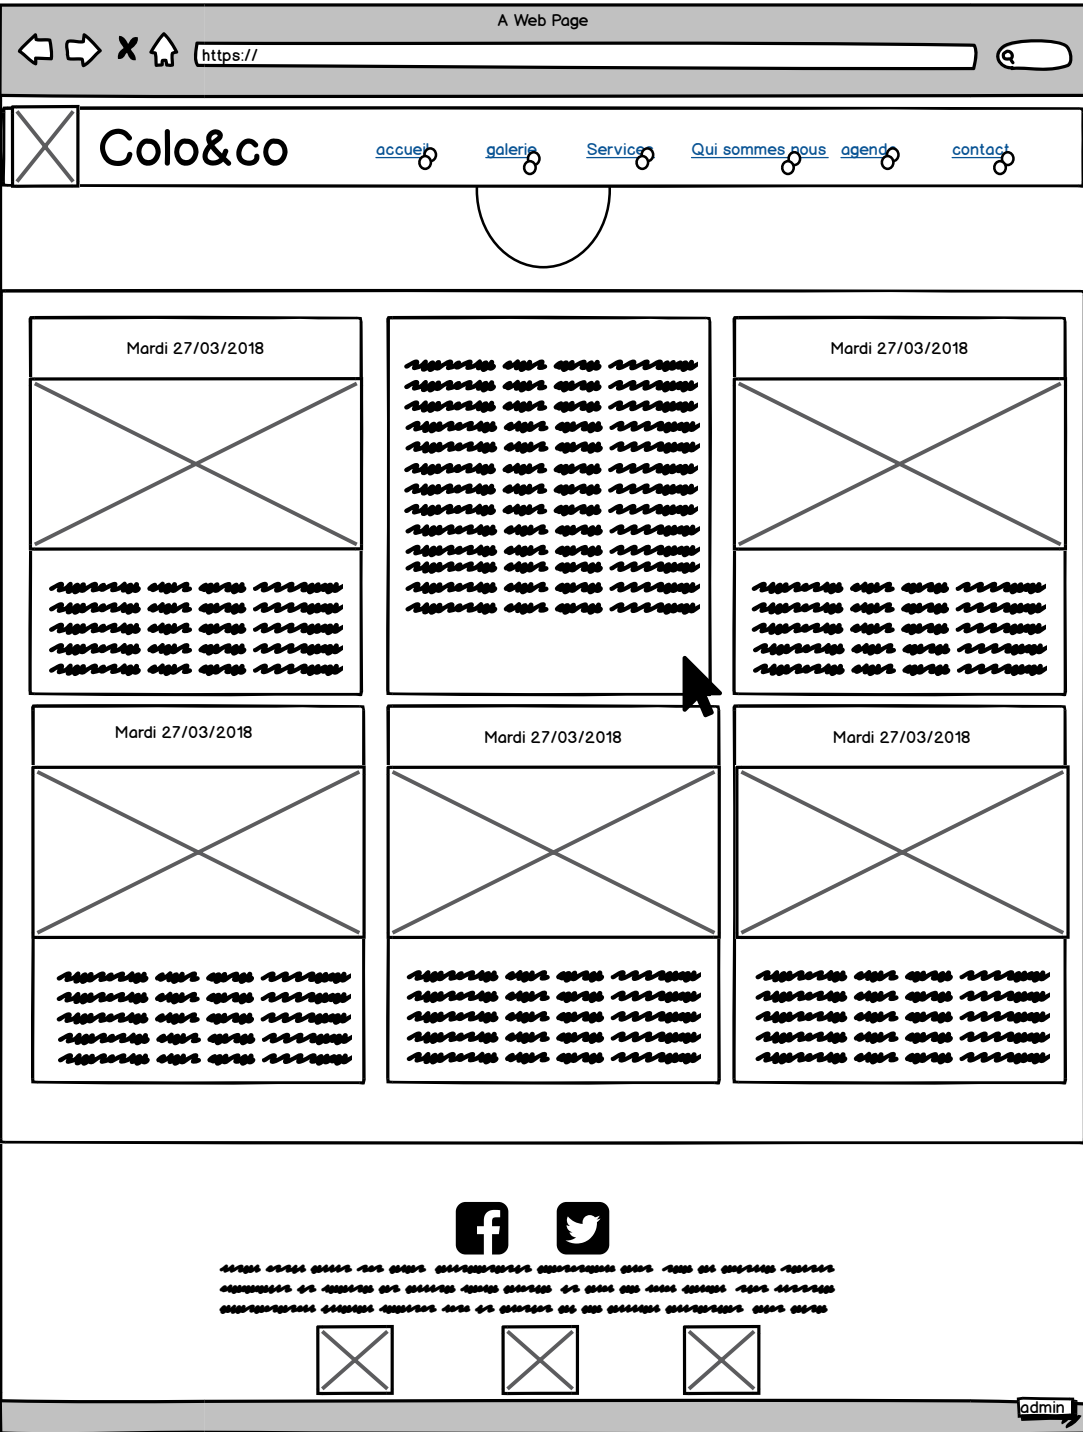 A Web Page
https://
Colo&co
accueil galerie Services Qui sommes nous agenda contact
Mardi 27/03/2018
Mardi 27/03/2018
Mardi 27/03/2018
Mardi 27/03/2018
Mardi 27/03/2018
admin